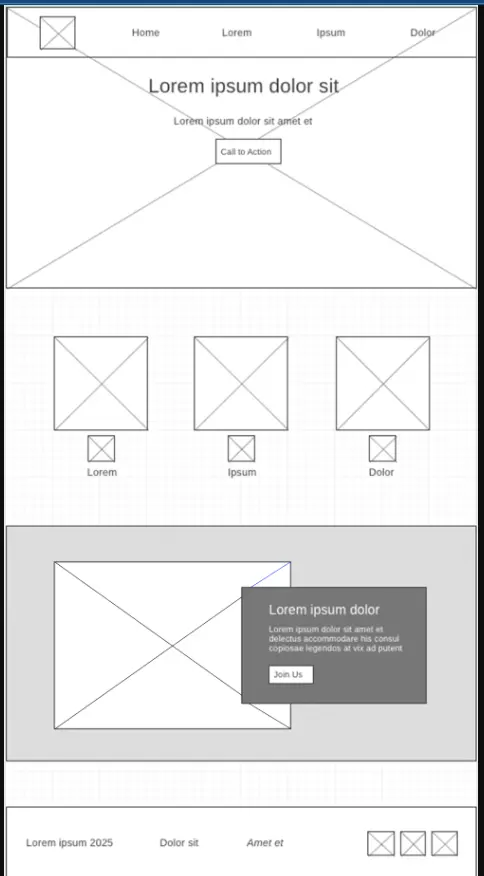 Home Lorem Ipsum Dolor
Lorem ipsum dolor sit
Lorem ipsum dolor sit amet et
Call to Action
Lorem Ipsum Dolor
Lorem ipsum dolor
Lorem ipsum dolor sit amet et
delectus accommodare his consul
copiosae legendos at vix ad putent
Join Us
Lorem ipsum 2025 Dolor sit Amet et